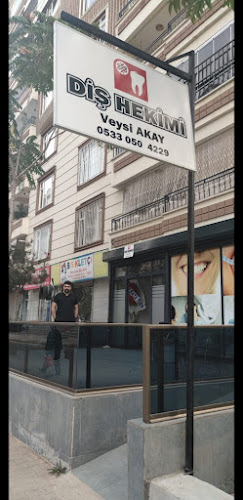 DİŞ HEKİMİ
Veysi AKAY
0533 050 4229